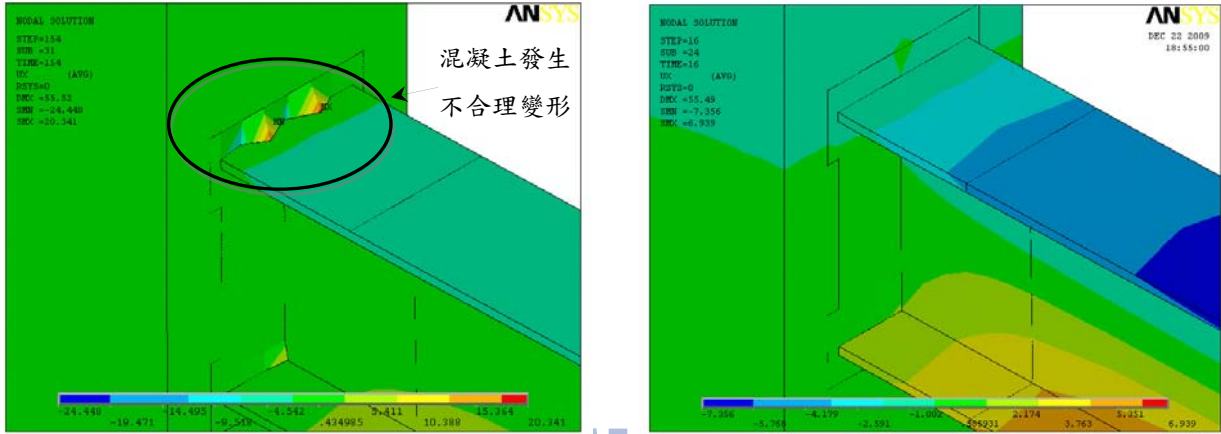 NODAL SOLUTION
STEP=154
SUB =31
TIME=154
UX (AVG)
RSYS=0
DMX =55.52
SMN =-24.448
SMX =20.341
ANSYS
混凝土發生
不合理變形
MN
MX
-24.448 -14.495 -4.542 5.411 15.364
-19.471 -9.518 .434985 10.388 20.341
NODAL SOLUTION
STEP=16
SUB =24
TIME=16
UX (AVG)
RSYS=0
DMX =55.49
SMN =-7.356
SMX =6.939
ANSYS
DEC 22 2009
18:55:00
-7.356 -4.179 -1.002 2.174 5.351
-5.768 -2.591 3.763 6.939